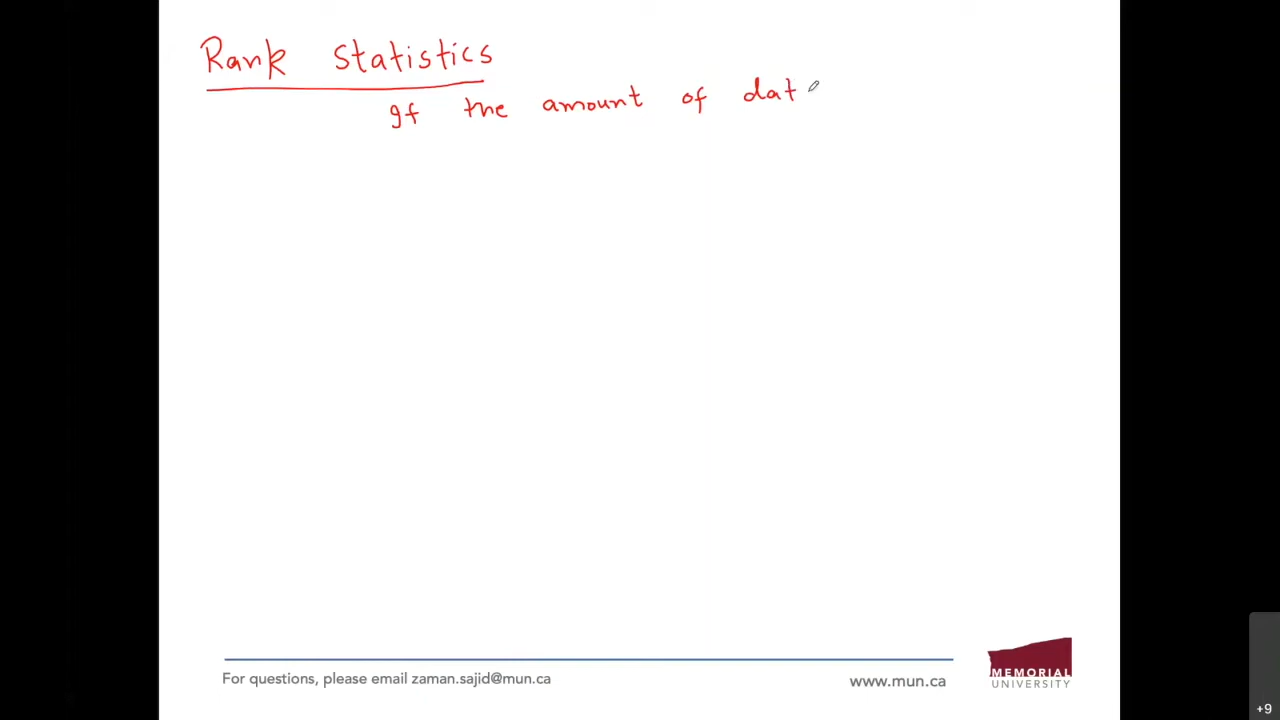 Rank Statistics
If the amount of dat
For questions, please email zaman.sajid@mun.ca
www.mun.ca
MEMORIAL
UNIVERSITY
+9